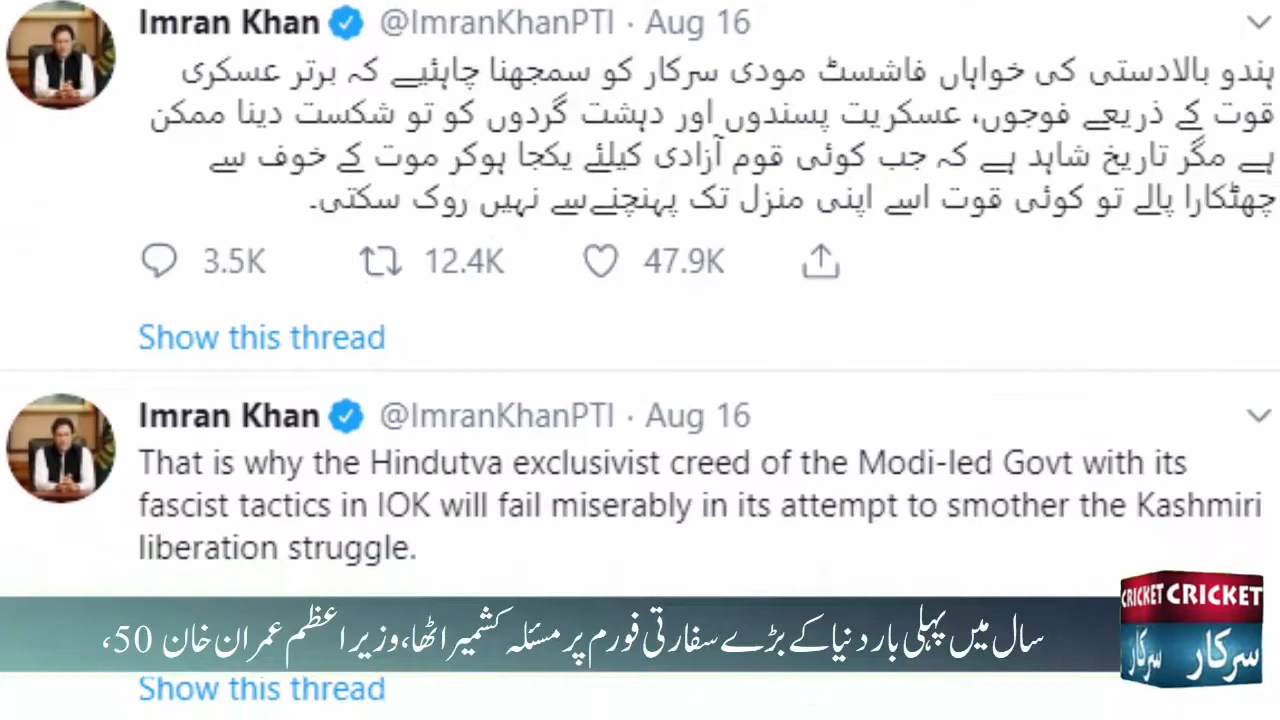 Imran Khan @ImranKhanPTI · Aug 16
ہندو بالادستی کی خواہاں فاشسٹ مودی سرکار کو سمجھنا چاہئیے کہ برتر عسکری
قوت کے ذریعے فوجوں، عسکریت پسندوں اور دہشت گردوں کو تو شکست دینا ممکن
ہے مگر تاریخ شاہد ہے کہ جب کوئی قوم آزادی کیلئے یکجا ہوکر موت کے خوف سے
چھٹکارا پالے تو کوئی قوت اسے اپنی منزل تک پہنچنےسے نہیں روک سکتی۔
3.5K 12.4K 47.9K
Show this thread
Imran Khan @ImranKhanPTI · Aug 16
That is why the Hindutva exclusivist creed of the Modi-led Govt with its
fascist tactics in IOK will fail miserably in its attempt to smother the Kashmiri
liberation struggle.
CRICKET CRICKET
سال میں پہلی بار دنیا کے بڑے سفارتی فورم پر مسئلہ کشمیر اٹھا،وزیراعظم عمران خان 50،
سرکار سرکار
Show this thread